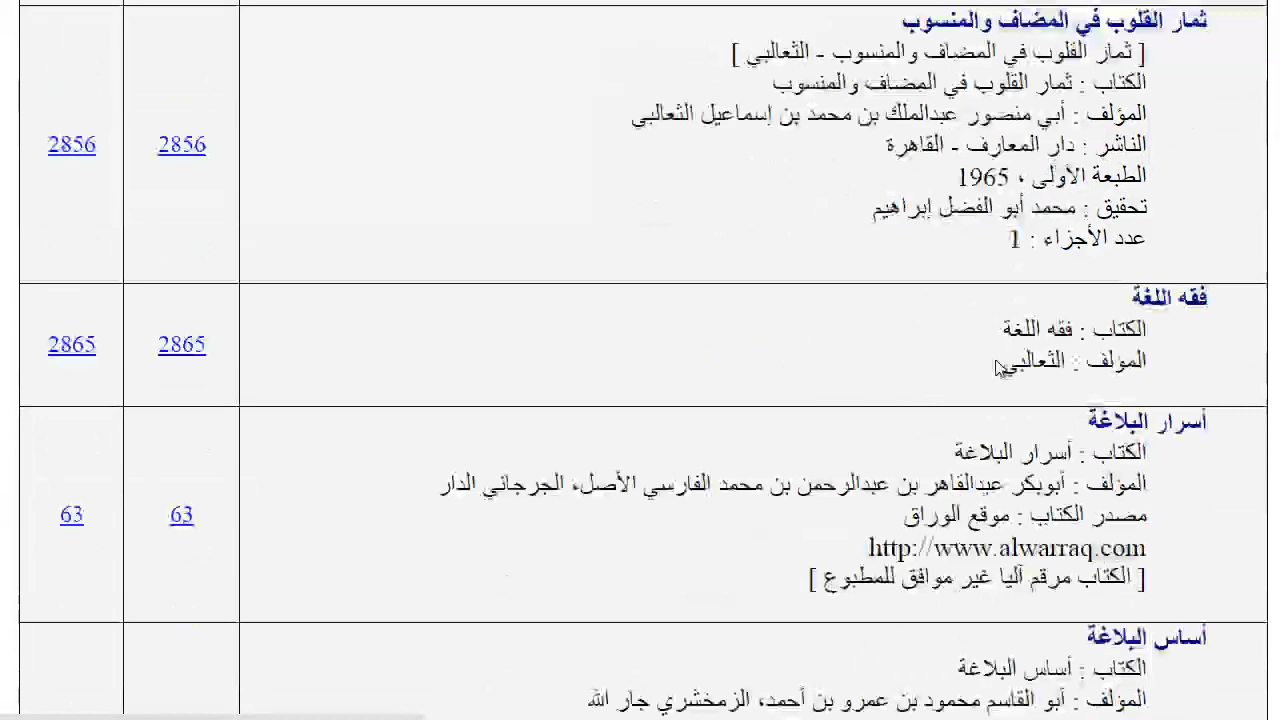 ثمار القلوب في المضاف والمنسوب
[ ثمار القلوب في المضاف والمنسوب - الثعالبي ]
الكتاب : ثمار القلوب في المضاف والمنسوب
المؤلف : أبي منصور عبدالملك بن محمد بن إسماعيل الثعالبي
الناشر : دار المعارف - القاهرة
الطبعة الأولى ، 1965
تحقيق : محمد أبو الفضل إبراهيم
عدد الأجزاء : 1
2856 2856
فقه اللغة
الكتاب : فقه اللغة
المؤلف : الثعالبي
2865 2865
أسرار البلاغة
الكتاب : أسرار البلاغة
المؤلف : أبوبكر عبدالقاهر بن عبدالرحمن بن محمد الفارسي الأصل، الجرجاني الدار
مصدر الكتاب : موقع الوراق
http://www.alwarraq.com
[ الكتاب مرقم آليا غير موافق للمطبوع ]
63 63
أساس البلاغة
الكتاب : أساس البلاغة
المؤلف : أبو القاسم محمود بن عمرو بن أحمد، الزمخشري جار الله